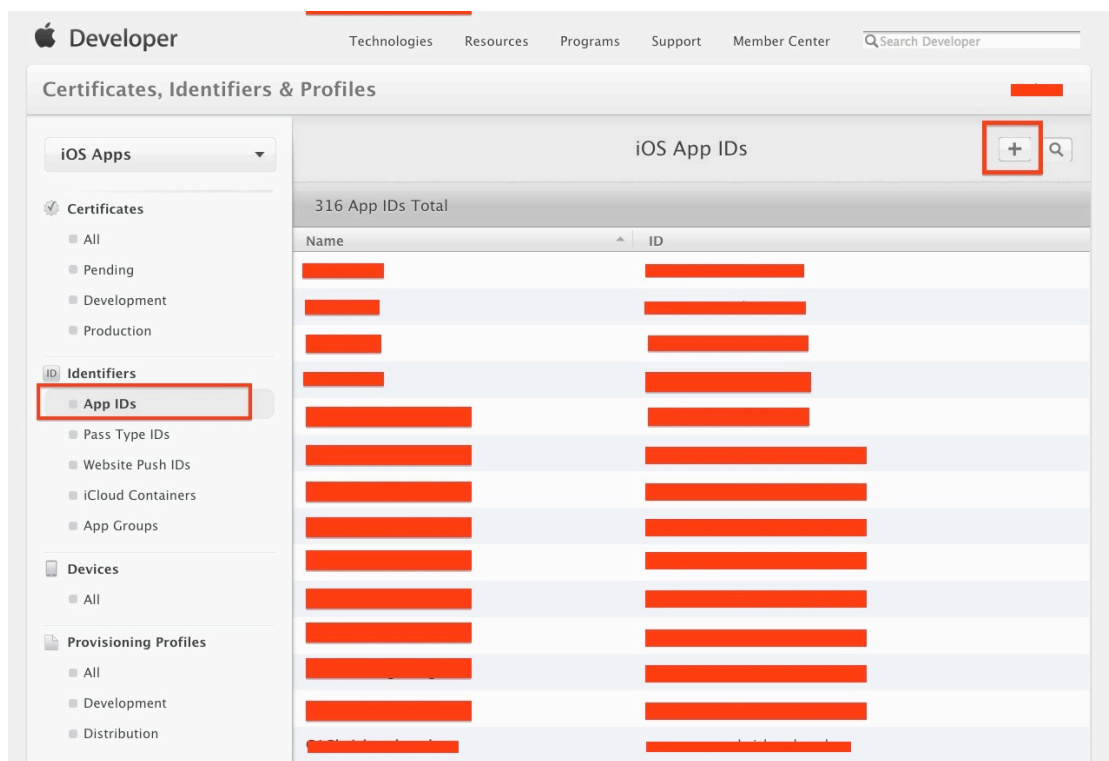 Developer
Technologies Resources Programs Support Member Center Search Developer
Certificates, Identifiers & Profiles
iOS Apps
iOS App IDs
+
316 App IDs Total
Name ID
Certificates
All
Pending
Development
Production
ID Identifiers
App IDs
Pass Type IDs
Website Push IDs
iCloud Containers
App Groups
Devices
All
Provisioning Profiles
All
Development
Distribution